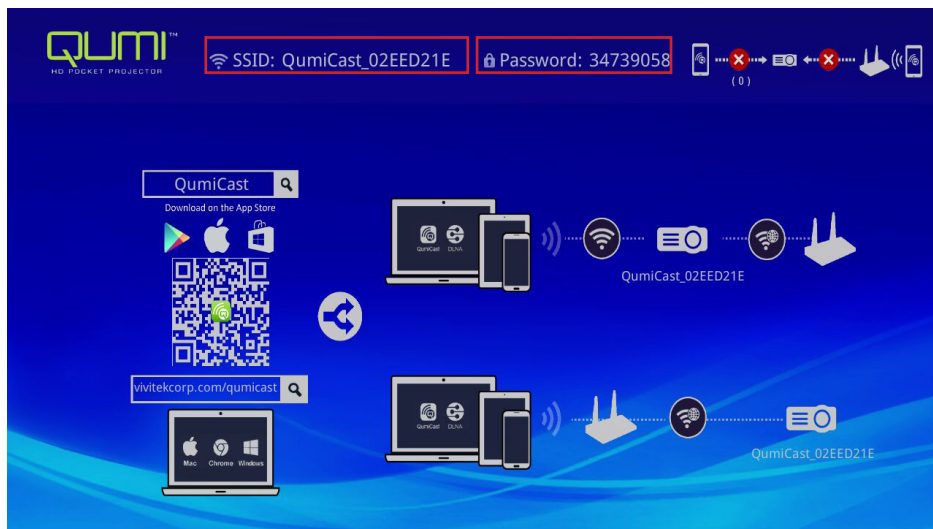 QUMI™
HD POCKET PROJECTOR
SSID: QumiCast_02EED21E
Password: 34739058
(0)
QumiCast
Download on the App Store
vivitekcorp.com/qumicast
Mac Chrome Windows
QumiCast DLNA
QumiCast_02EED21E
QumiCast DLNA
QumiCast_02EED21E